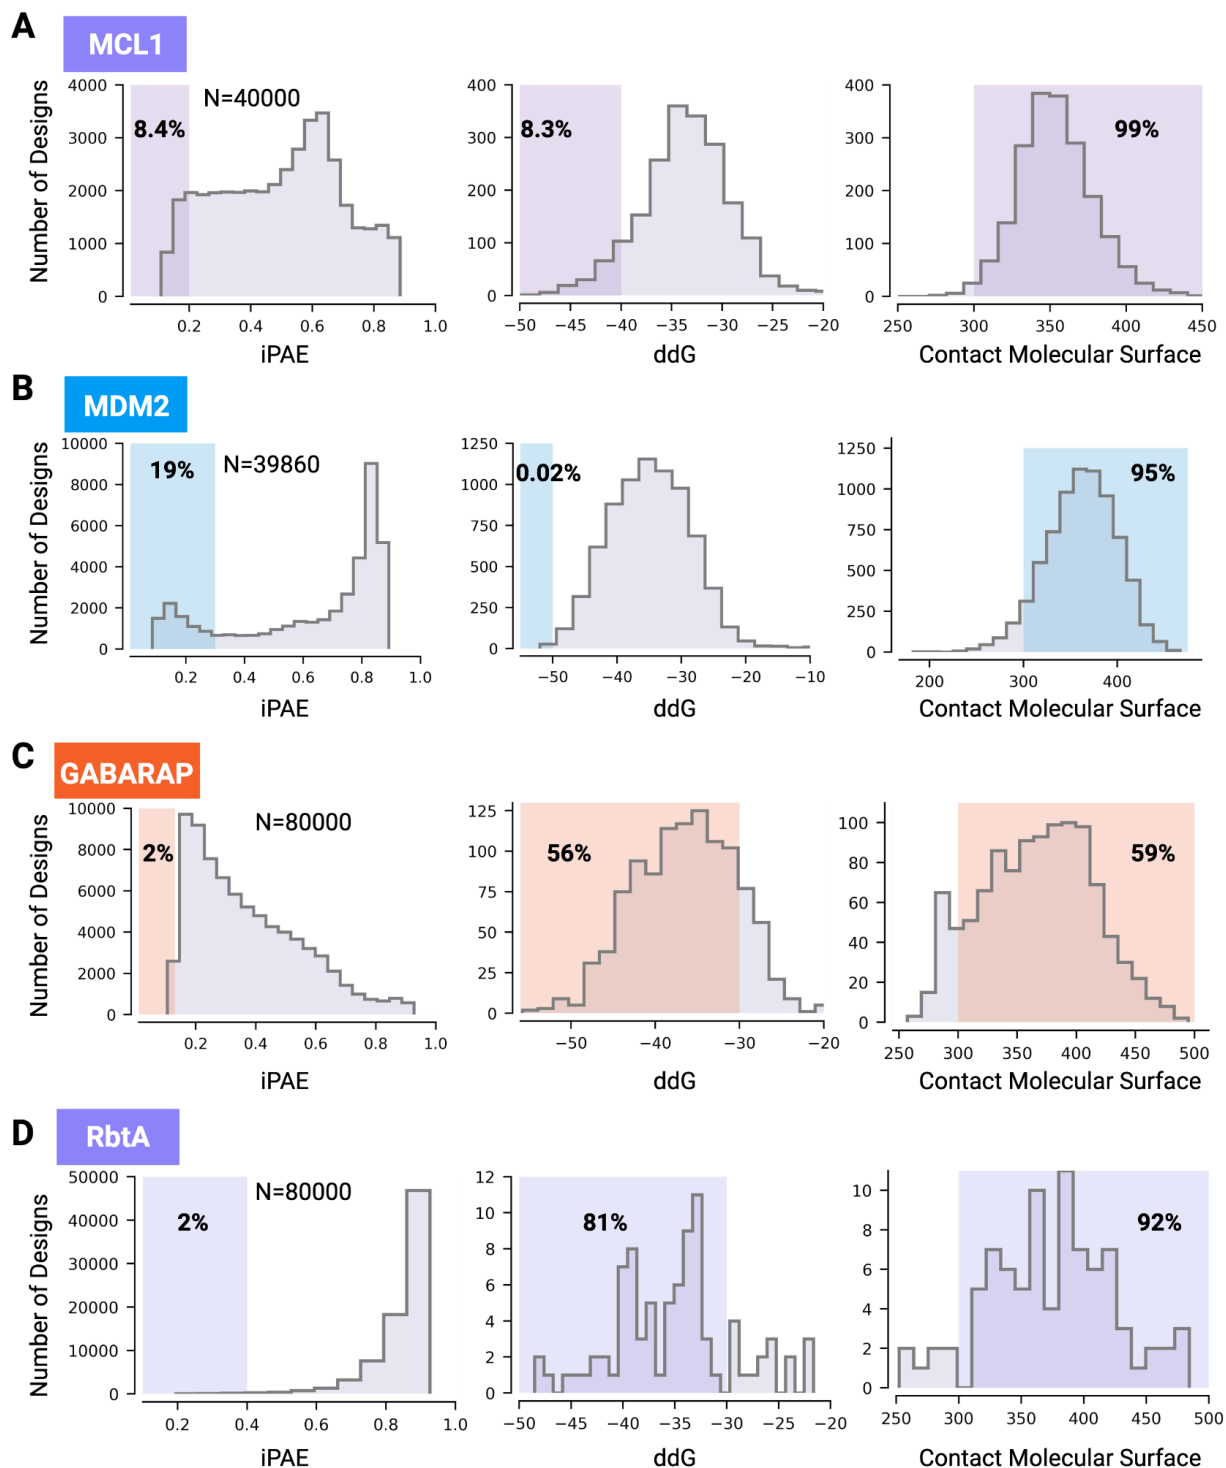 A
MCL1
Number of Designs
4000
3000
2000
1000
0
8.4%
N=40000
0.2 0.4 0.6 0.8 1.0
iPAE
400
300
200
100
0
8.3%
−50 −45 −40 −35 −30 −25 −20
ddG
400
300
200
100
0
99%
250 300 350 400 450
Contact Molecular Surface
B
MDM2
Number of Designs
10000
8000
6000
4000
2000
0
19%
N=39860
0.2 0.4 0.6 0.8 1.0
iPAE
1250
1000
750
500
250
0
0.02%
−50 −40 −30 −20 −10
ddG
1250
1000
750
500
250
0
95%
200 300 400
Contact Molecular Surface
C
GABARAP
Number of Designs
10000
8000
6000
4000
2000
0
2%
N=80000
0.2 0.4 0.6 0.8 1.0
iPAE
125
100
75
50
25
0
56%
−50 −40 −30 −20
ddG
100
80
60
40
20
0
59%
250 300 350 400 450 500
Contact Molecular Surface
D
RbtA
Number of Designs
50000
40000
30000
20000
10000
0
2%
N=80000
0.2 0.4 0.6 0.8 1.0
iPAE
12
10
8
6
4
2
0
81%
−50 −45 −40 −35 −30 −25 −20
ddG
10
8
6
4
2
0
92%
250 300 350 400 450 500
Contact Molecular Surface